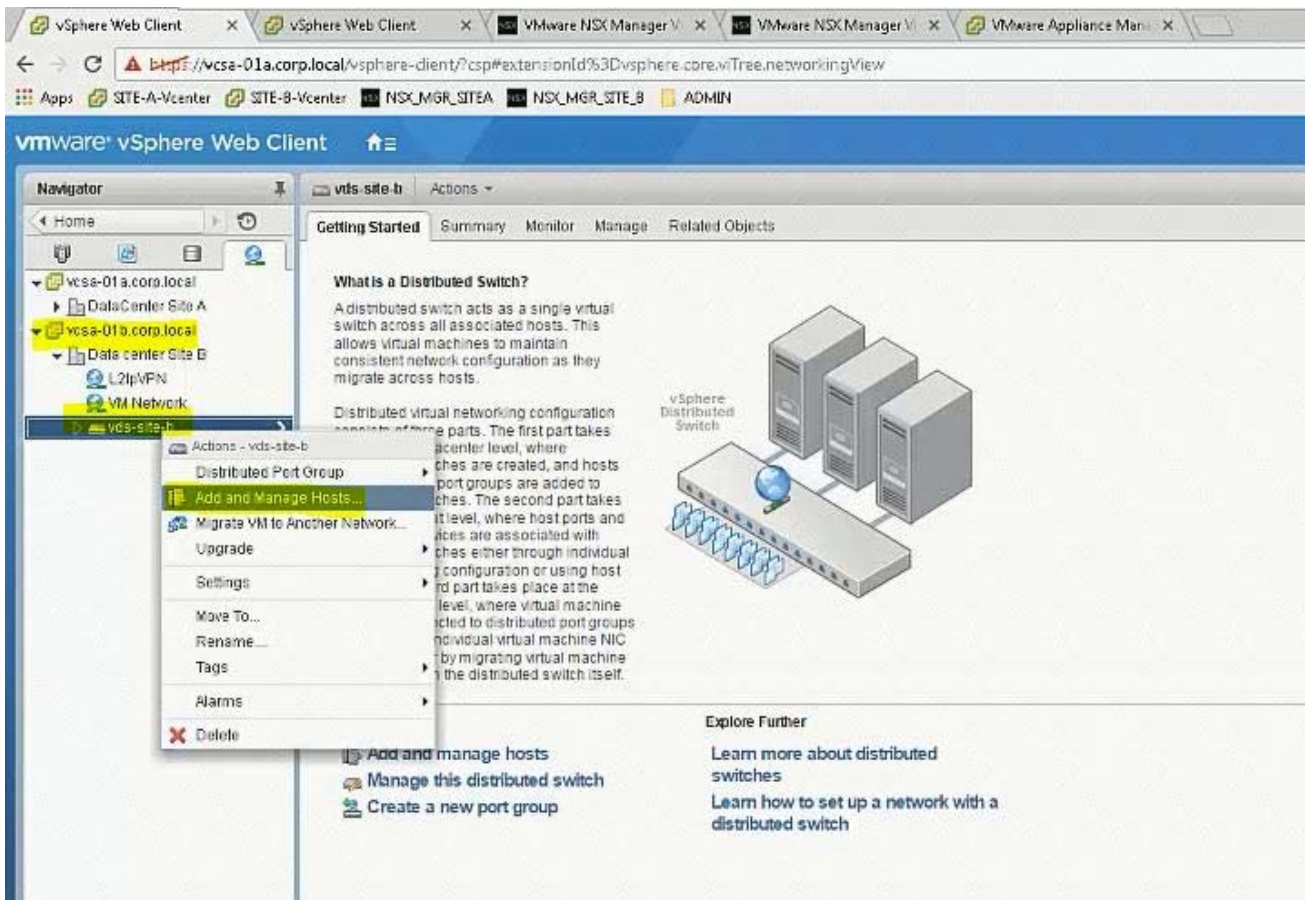 vSphere Web Client
vSphere Web Client
VMware NSX Manager V
VMware NSX Manager Vi
VMware Appliance Mana
https://vcsa-01a.corp.local/vsphere-client/?csp#extensionId%3Dvsphere.core.viTree.networkingView
Apps SITE-A-Vcenter SITE-B-Vcenter NSX_MGR_SITEA NSX_MGR_SITE_B ADMIN
vmware® vSphere Web Client
Navigator
Home
vcsa-01a.corp.local
DataCenter Site A
vcsa-01b.corp.local
Data center Site B
L2lpVPN
VM Network
vds-site-b
Actions - vds-site-b
Distributed Port Group
Add and Manage Hosts...
Migrate VM to Another Network...
Upgrade
Settings
Move To...
Rename...
Tags
Alarms
Delete
vds-site-b Actions
Getting Started Summary Monitor Manage Related Objects
What is a Distributed Switch?
A distributed switch acts as a single virtual
switch across all associated hosts. This
allows virtual machines to maintain
consistent network configuration as they
migrate across hosts.
Distributed virtual networking configuration
consists of three parts. The first part takes
acenter level, where
ches are created, and hosts
port groups are added to
ches. The second part takes
t level, where host ports and
vices are associated with
ches either through individual
g configuration or using host
rd part takes place at the
level, where virtual machine
cted to distributed port groups
ndividual virtual machine NIC
by migrating virtual machine
the distributed switch itself.
vSphere
Distributed
Switch
Add and manage hosts
Manage this distributed switch
Create a new port group
Explore Further
Learn more about distributed
switches
Learn how to set up a network with a
distributed switch